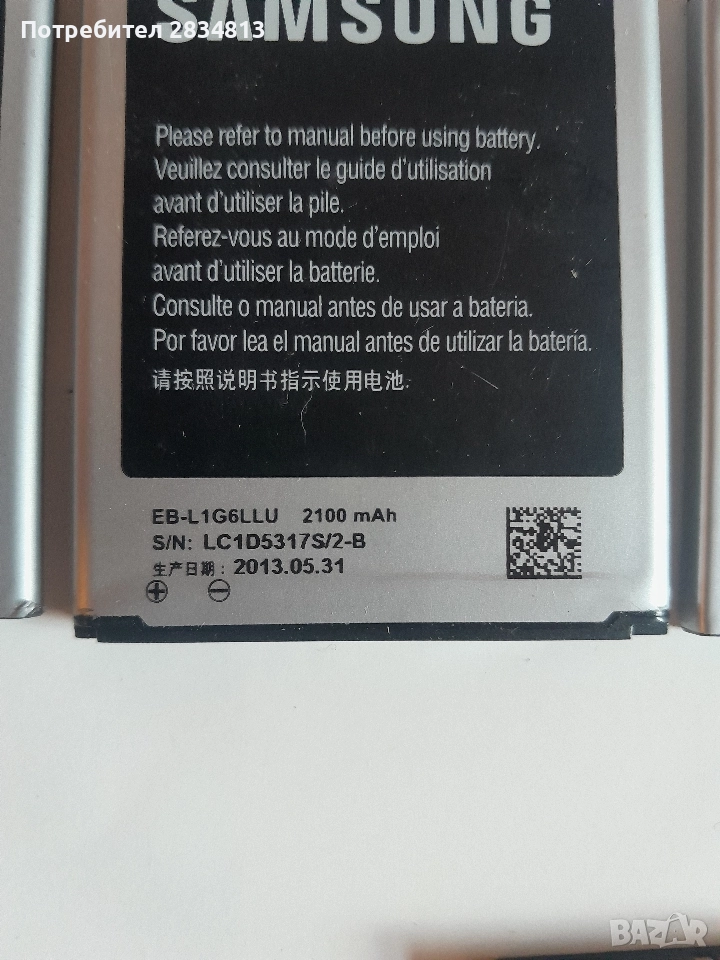 Потребител 2834813
SAMSUNG
Please refer to manual before using battery.
Veuillez consulter le guide d'utilisation
avant d'utiliser la pile.
Referez-vous au mode d'emploi
avant d'utiliser la batterie.
Consulte o manual antes de usar a bateria.
Por favor lea el manual antes de utilizar la batería.
请按照说明书指示使用电池.
EB-L1G6LLU 2100 mAh
S/N: LC1D5317S/2-B
生产日期: 2013.05.31
BAZAR